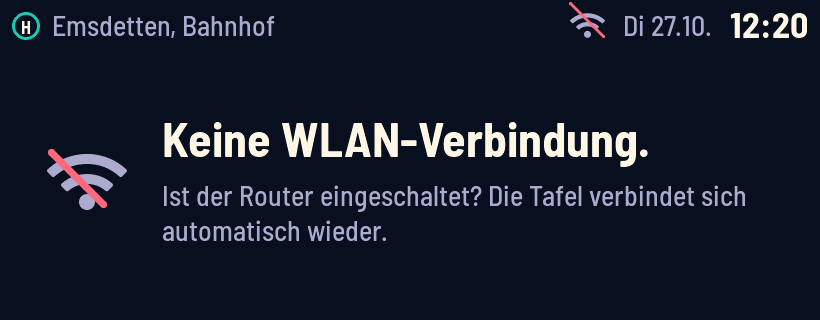 H Emsdetten, Bahnhof Di 27.10. 12:20
Keine WLAN-Verbindung.
Ist der Router eingeschaltet? Die Tafel verbindet sich
automatisch wieder.